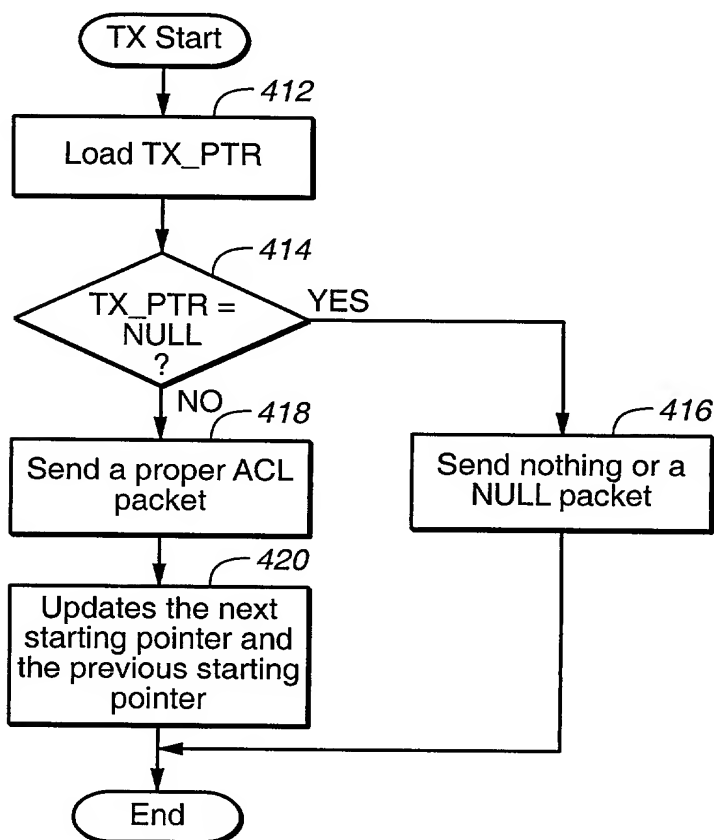 TX Start
412
Load TX_PTR
414
TX_PTR =
NULL
?
YES
NO
418
Send a proper ACL
packet
416
Send nothing or a
NULL packet
420
Updates the next
starting pointer and
the previous starting
pointer
End